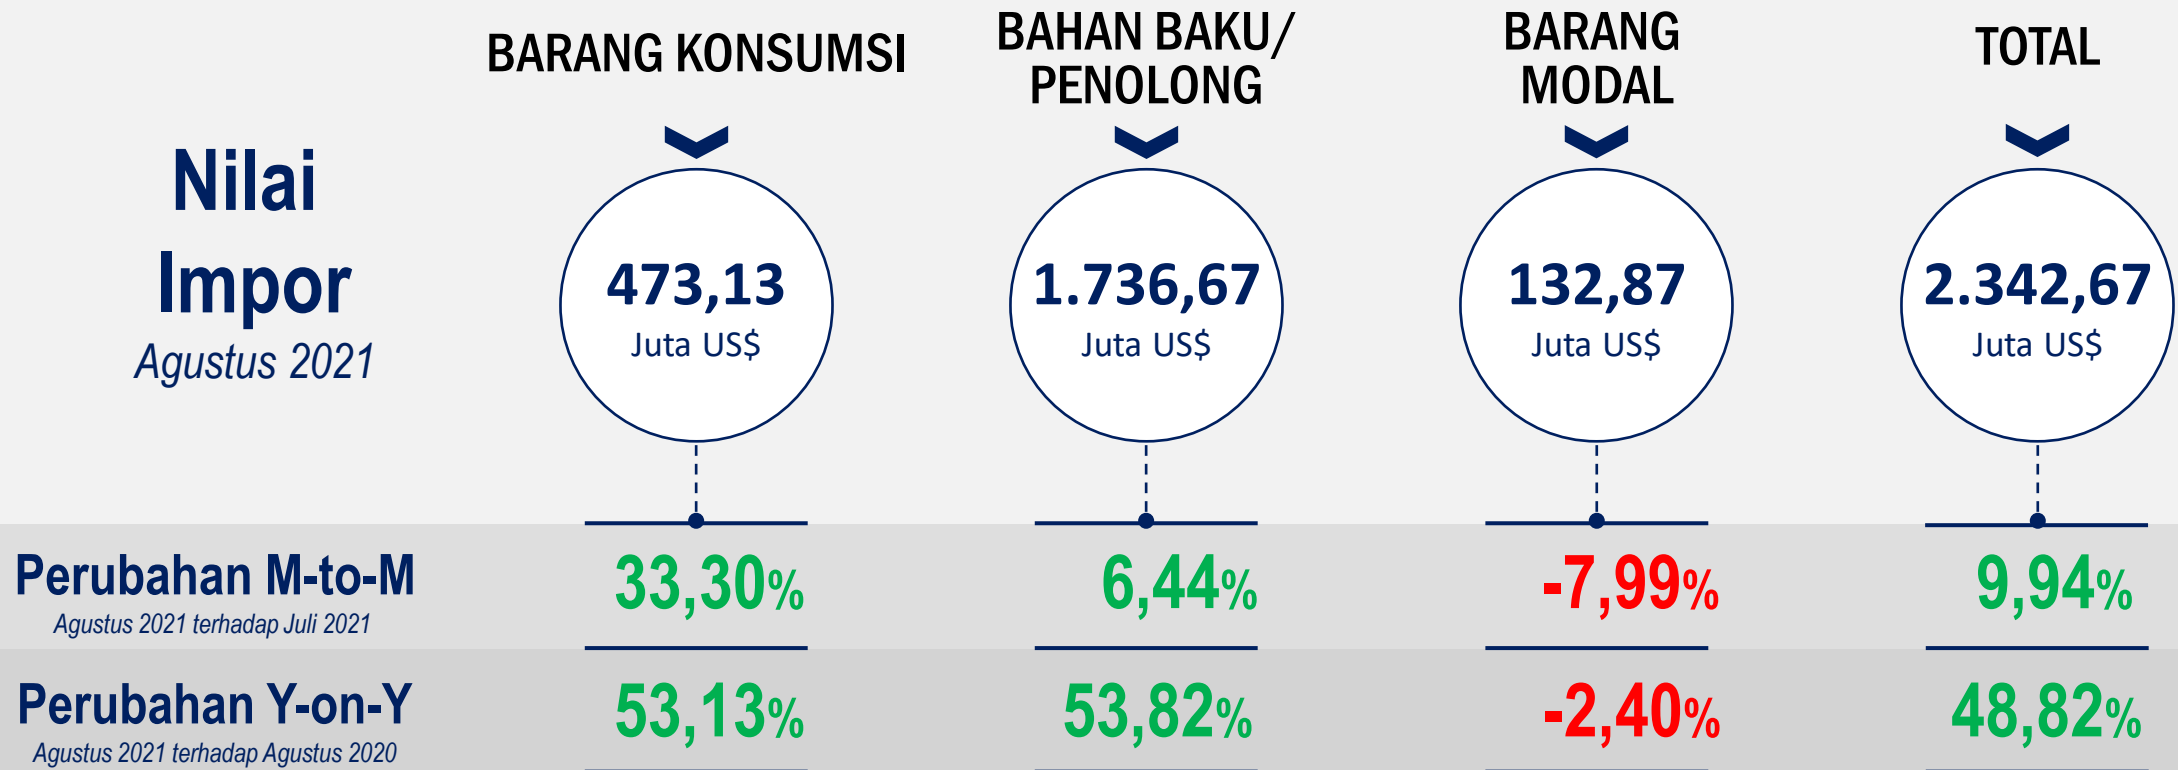 BARANG KONSUMSI
BAHAN BAKU/
PENOLONG
BARANG
MODAL
TOTAL
Nilai
Impor
Agustus 2021
473,13
Juta US$
1.736,67
Juta US$
132,87
Juta US$
2.342,67
Juta US$
Perubahan M-to-M
Agustus 2021 terhadap Juli 2021
33,30%
6,44%
-7,99%
9,94%
Perubahan Y-on-Y
Agustus 2021 terhadap Agustus 2020
53,13%
53,82%
-2,40%
48,82%